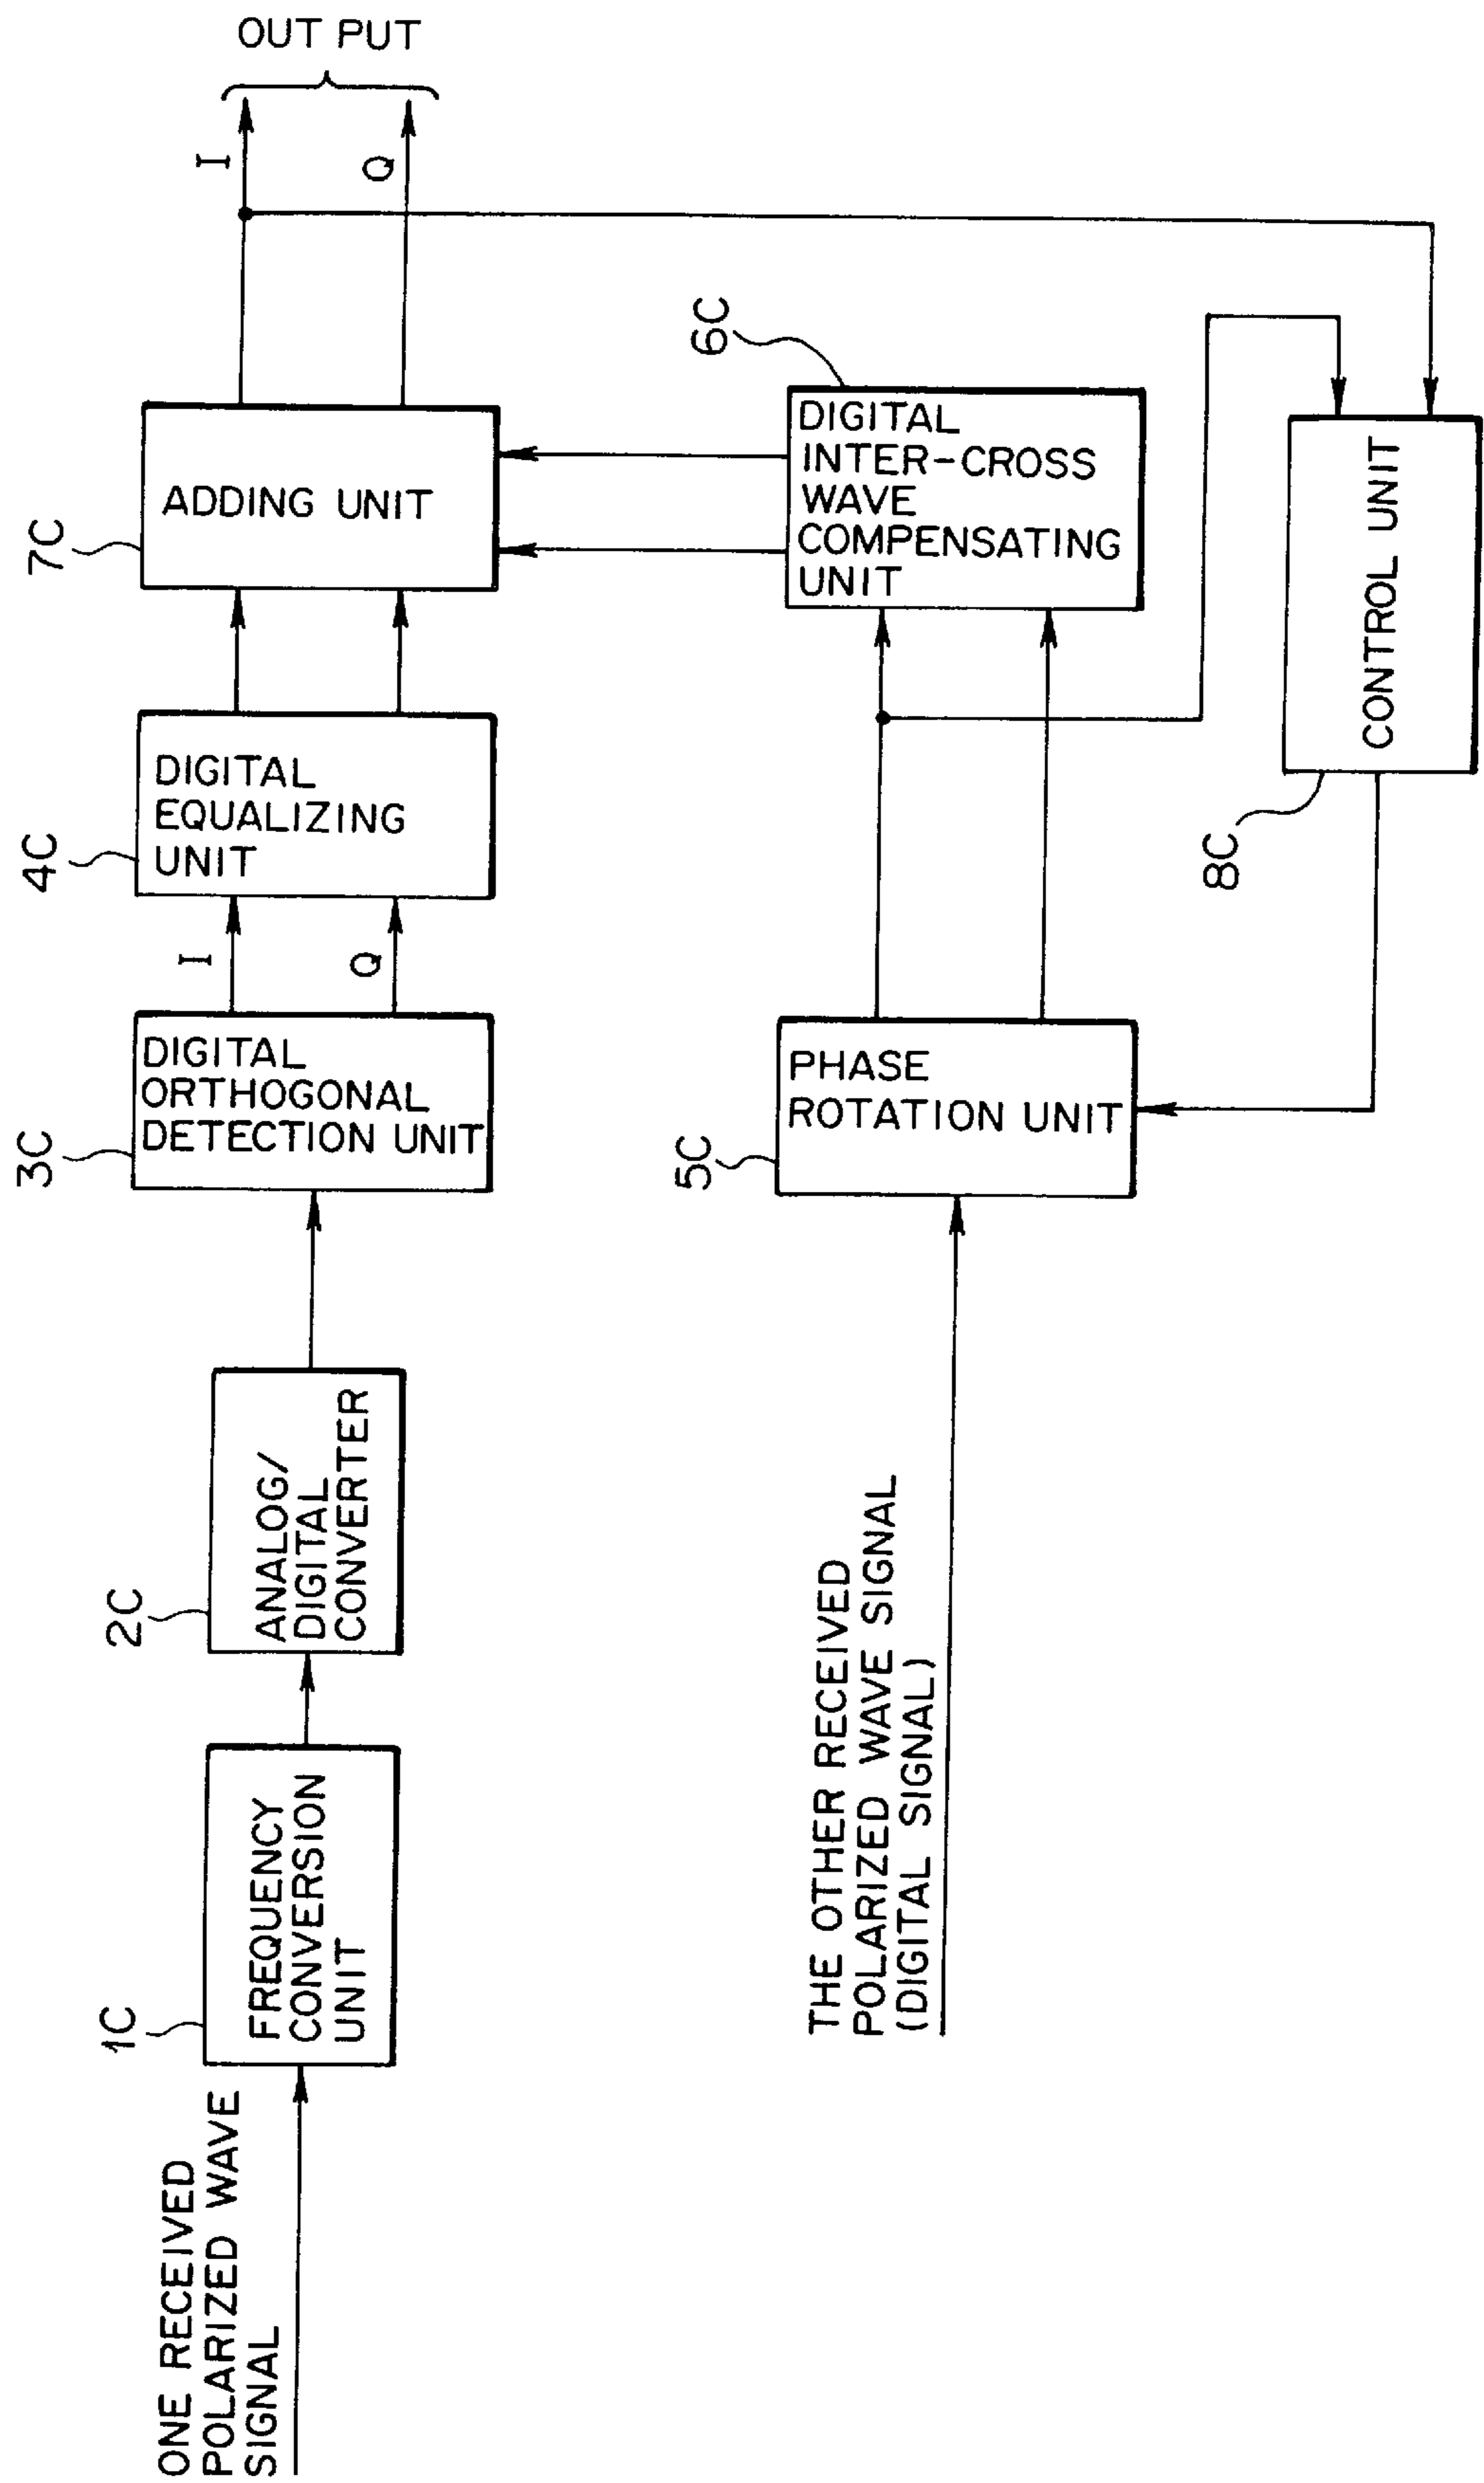 ONE RECEIVED
POLARIZED WAVE
SIGNAL
1C
FREQUENCY
CONVERSION
UNIT
2C
ANALOG/
DIGITAL
CONVERTER
3C
DIGITAL
ORTHOGONAL
DETECTION UNIT
I
Q
4C
DIGITAL
EQUALIZING
UNIT
7C
ADDING UNIT
I
Q
OUT PUT
THE OTHER RECEIVED
POLARIZED WAVE SIGNAL
(DIGITAL SIGNAL)
5C
PHASE
ROTATION UNIT
6C
DIGITAL
INTER-CROSS
WAVE
COMPENSATING
UNIT
8C
CONTROL UNIT